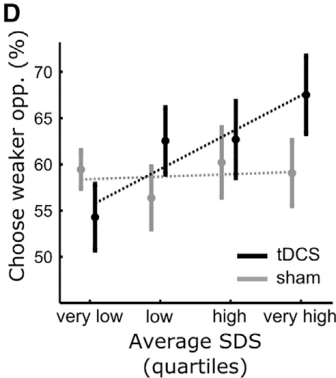 D
Choose weaker opp. (%)
70
65
60
55
50
tDCS
sham
very low
low
high
very high
Average SDS
(quartiles)